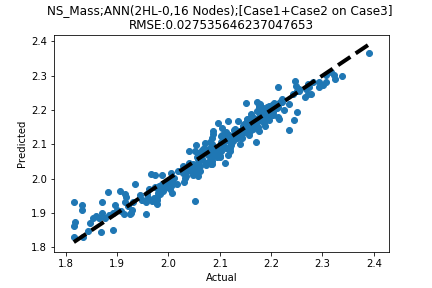 NS_Mass;ANN(2HL-0,16 Nodes);[Case1+Case2 on Case3]
RMSE:0.027535646237047653
2.4
2.3
2.2
2.1
2.0
1.9
1.8
Predicted
1.8 1.9 2.0 2.1 2.2 2.3 2.4
Actual